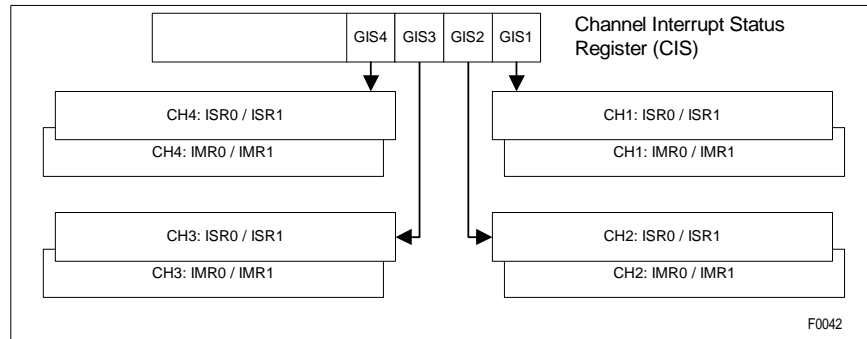 GIS4 GIS3 GIS2 GIS1
Channel Interrupt Status
Register (CIS)
CH4: ISR0 / ISR1
CH4: IMR0 / IMR1
CH1: ISR0 / ISR1
CH1: IMR0 / IMR1
CH3: ISR0 / ISR1
CH3: IMR0 / IMR1
CH2: ISR0 / ISR1
CH2: IMR0 / IMR1
F0042